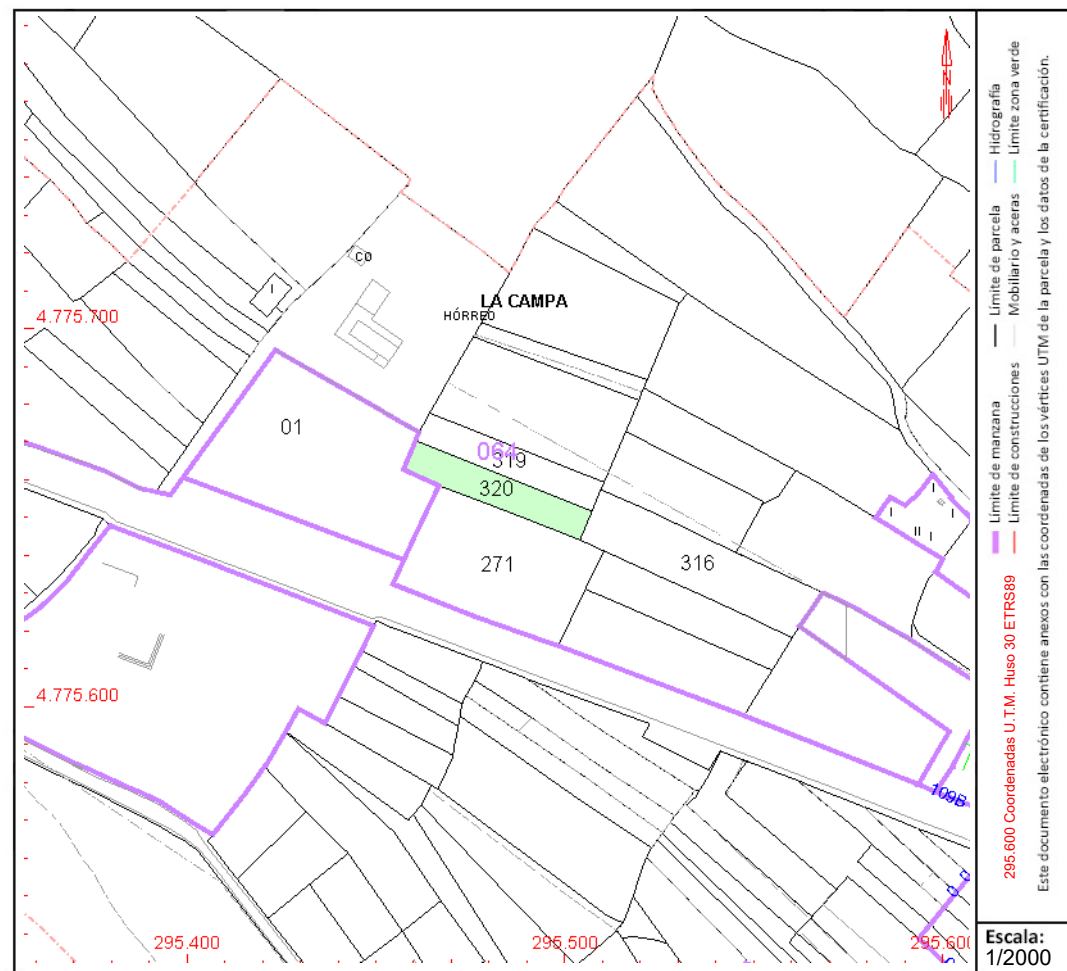 CO
I
LA CAMPA
HÓRREO
4.775.700
01
064
319
320
271
316
I
I
I
II
I
4.775.600
109B
295.400
295.500
295.600
Límite de manzana
Límite de construcciones
Límite de parcela
Mobiliario y aceras
Hidrografía
Límite zona verde
295.600 Coordenadas U.T.M. Huso 30 ETRS89
Este documento electrónico contiene anexos con las coordenadas de los vértices UTM de la parcela y los datos de la certificación.
Escala:
1/2000